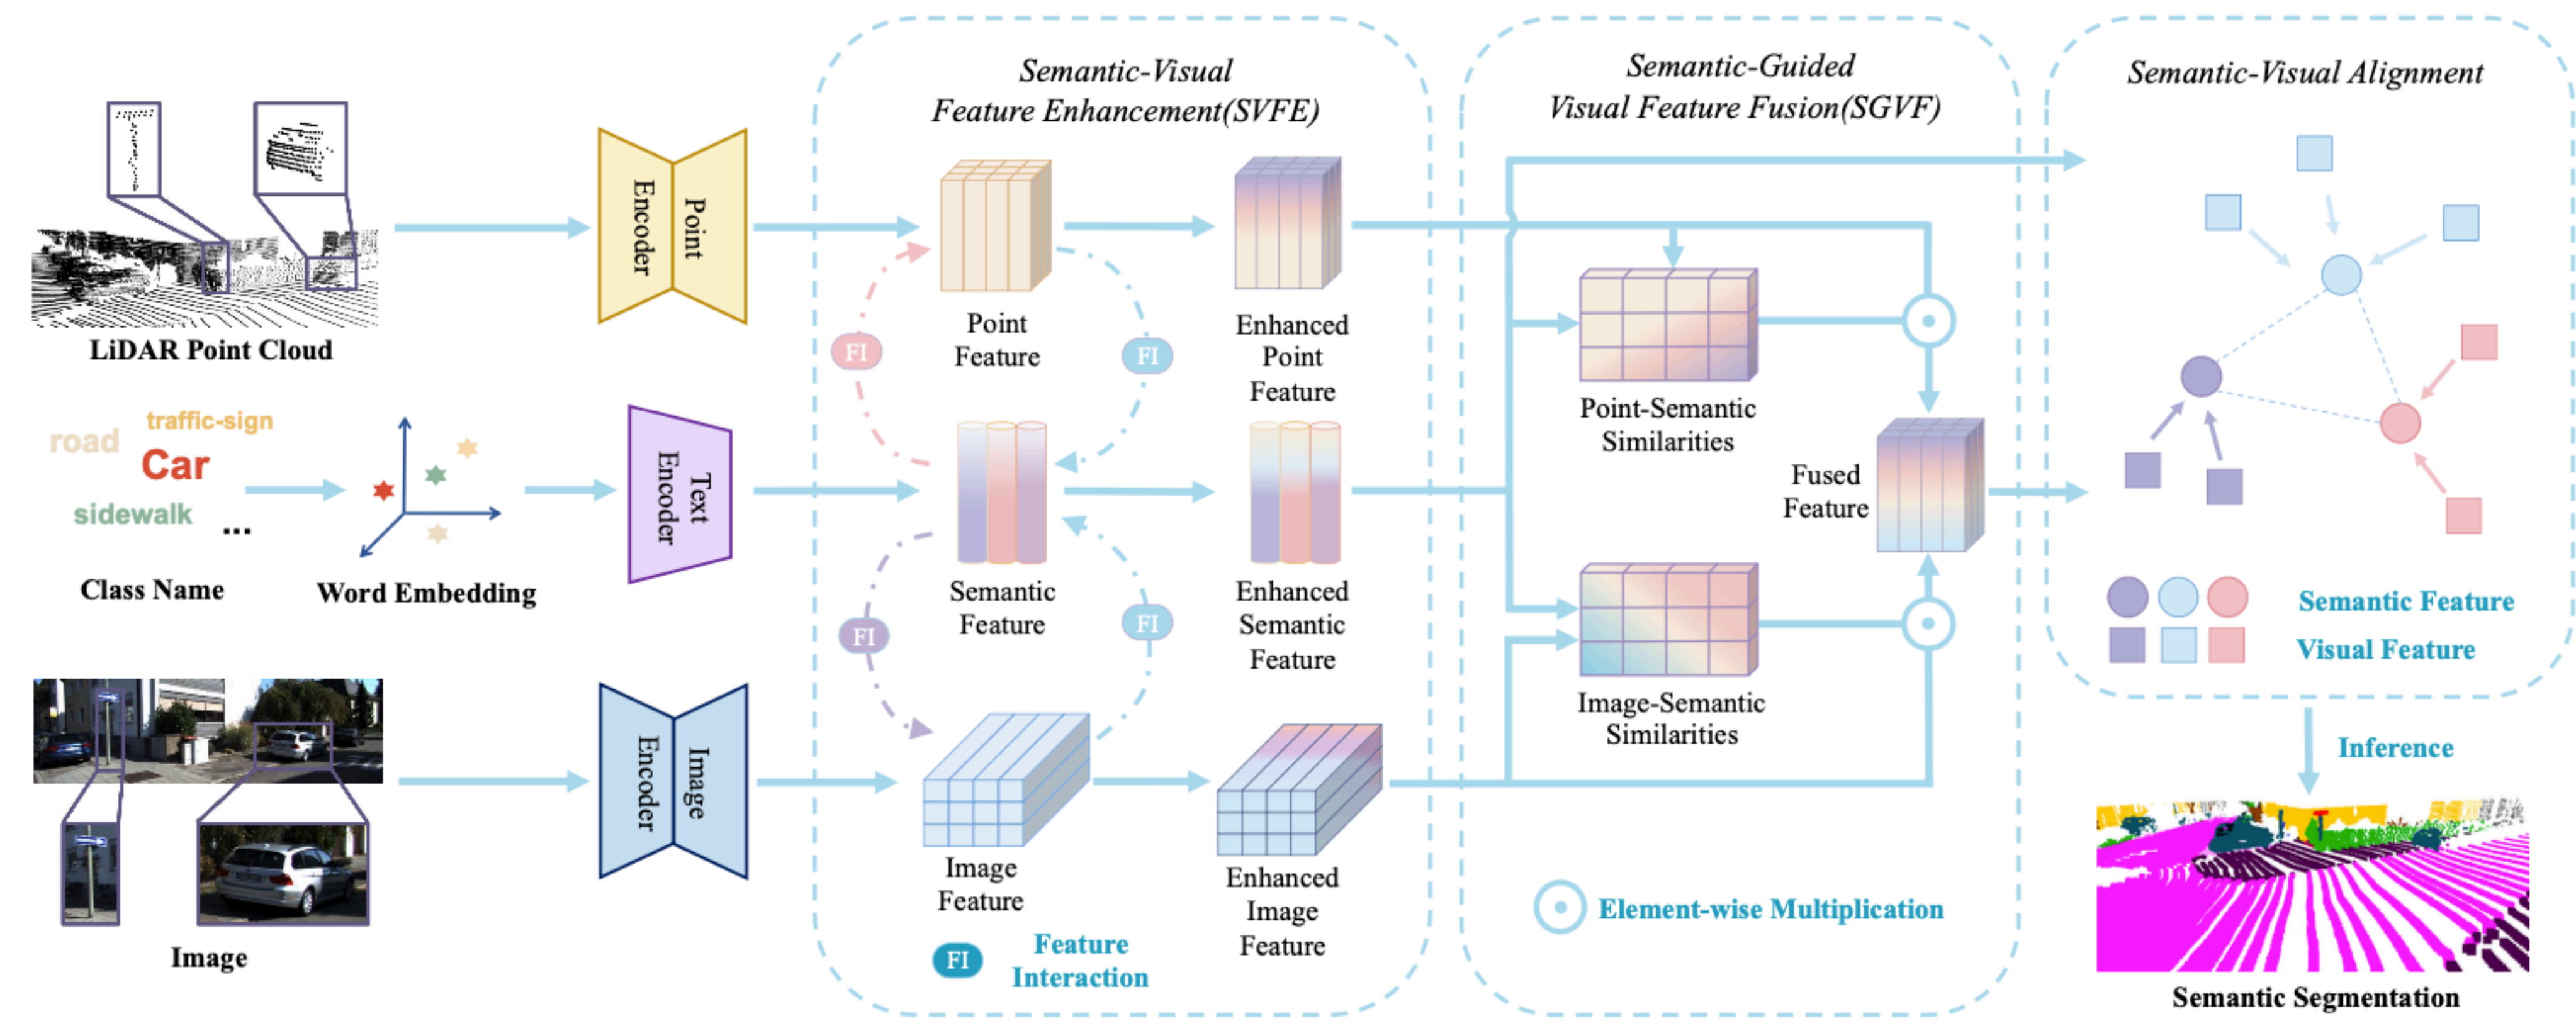 LiDAR Point Cloud
road
traffic-sign
Car
sidewalk
...
Class Name
Word Embedding
Image
Point
Encoder
Text
Encoder
Image
Encoder
Semantic-Visual
Feature Enhancement(SVFE)
Point
Feature
Enhanced
Point
Feature
FI
FI
Semantic
Feature
Enhanced
Semantic
Feature
FI
FI
Image
Feature
Enhanced
Image
Feature
FI
Feature
Interaction
Semantic-Guided
Visual Feature Fusion(SGVF)
Point-Semantic
Similarities
Fused
Feature
Image-Semantic
Similarities
Element-wise Multiplication
Semantic-Visual Alignment
Semantic Feature
Visual Feature
Inference
Semantic Segmentation